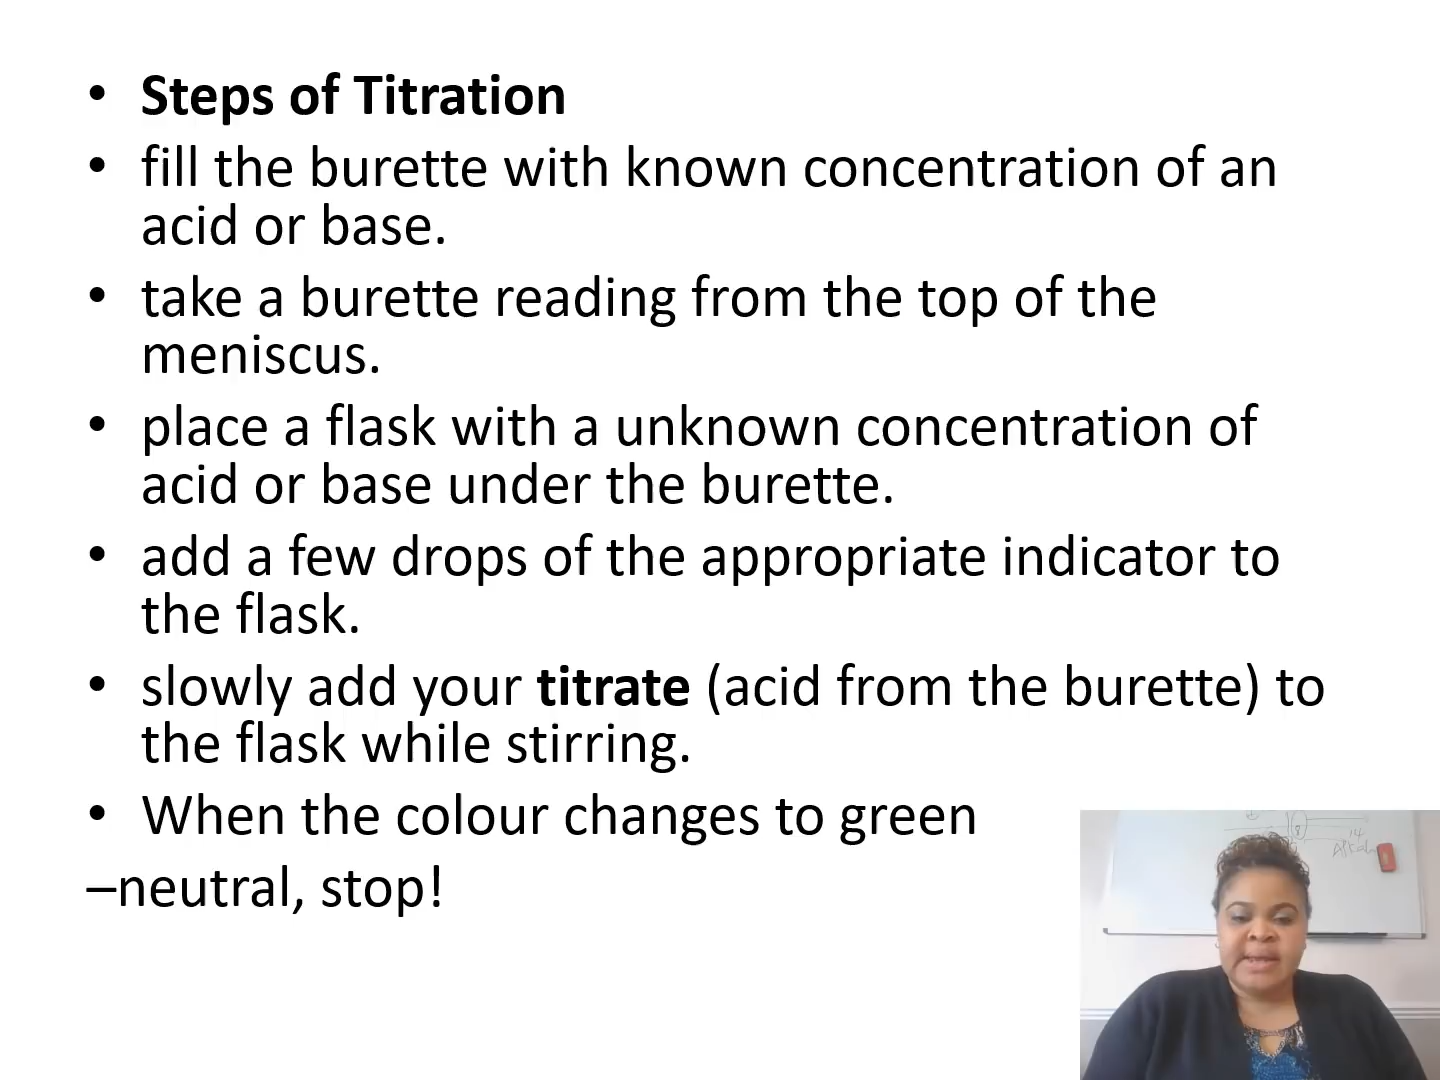 • Steps of Titration
• fill the burette with known concentration of an
acid or base.
• take a burette reading from the top of the
meniscus.
• place a flask with a unknown concentration of
acid or base under the burette.
• add a few drops of the appropriate indicator to
the flask.
• slowly add your titrate (acid from the burette) to
the flask while stirring.
• When the colour changes to green
–neutral, stop!
14